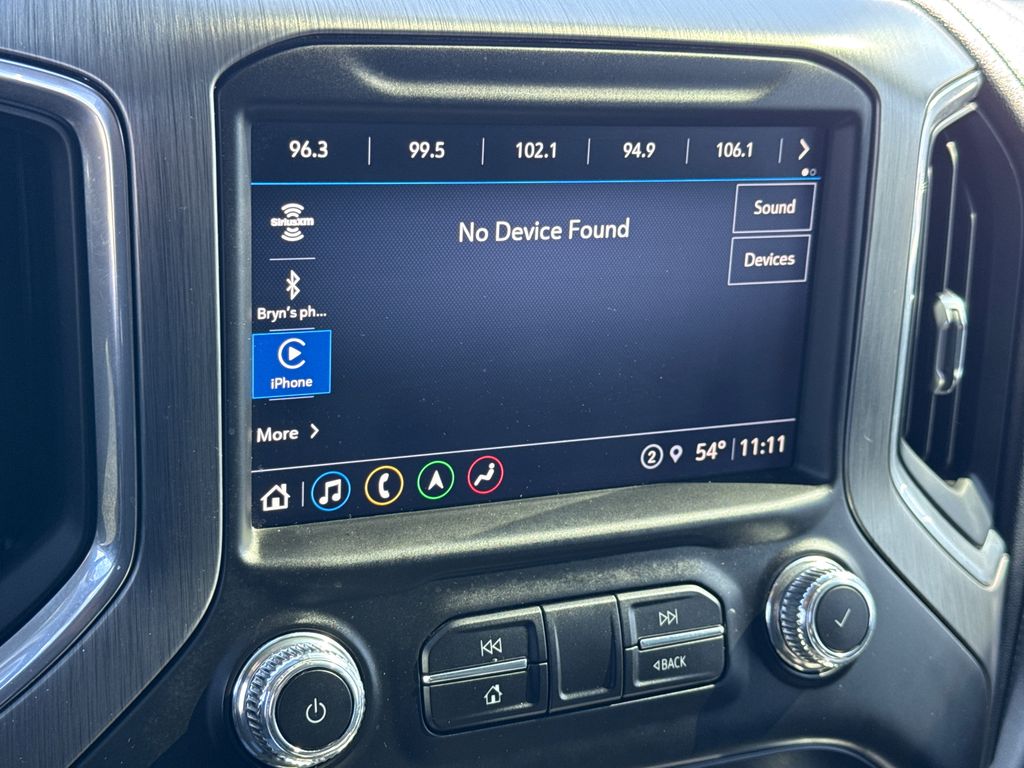 96.3 99.5 102.1 94.9 106.1
SiriusXM
No Device Found
Sound
Devices
Bryn's ph...
iPhone
More
2 54° 11:11
BACK